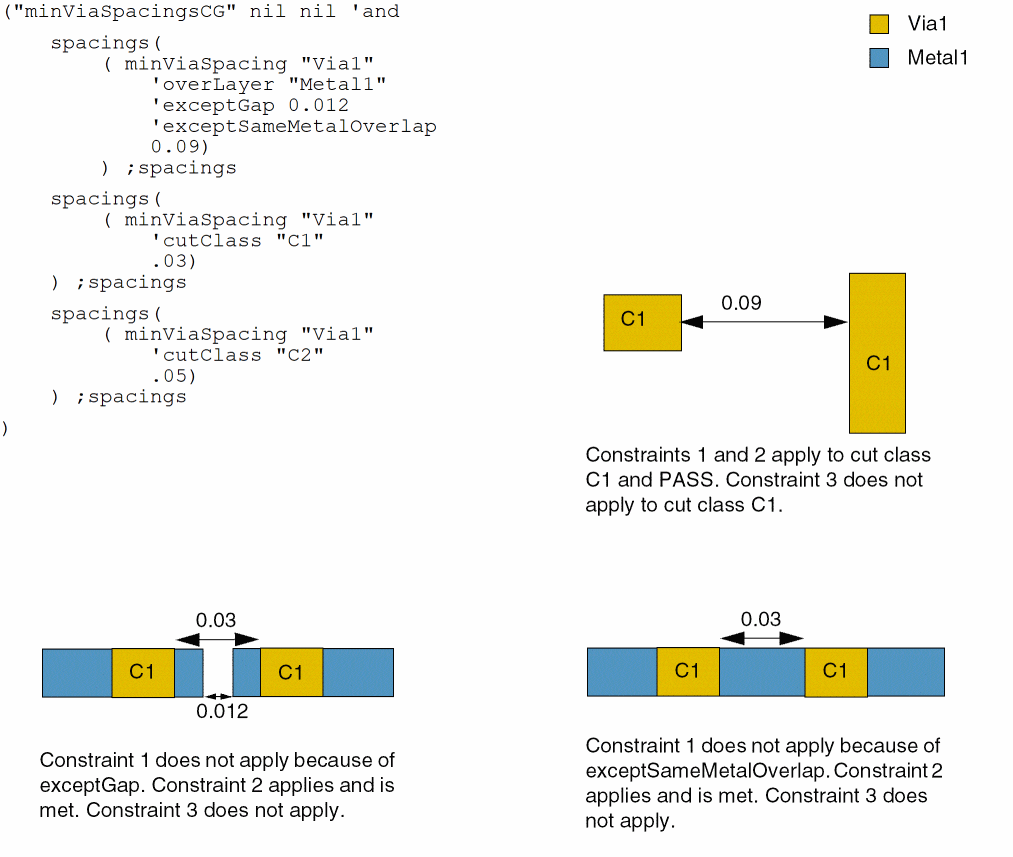 ("minViaSpacingsCG" nil nil 'and
spacings(
( minViaSpacing "Via1"
'overLayer "Metal1"
'exceptGap 0.012
'exceptSameMetalOverlap
0.09)
) ;spacings
spacings(
( minViaSpacing "Via1"
'cutClass "C1"
.03)
) ;spacings
spacings(
( minViaSpacing "Via1"
'cutClass "C2"
.05)
) ;spacings
)
Via1
Metal1
0.09
C1
C1
Constraints 1 and 2 apply to cut class
C1 and PASS. Constraint 3 does not
apply to cut class C1.
0.03
C1
C1
0.012
Constraint 1 does not apply because of
exceptGap. Constraint 2 applies and is
met. Constraint 3 does not apply.
0.03
C1
C1
Constraint 1 does not apply because of
exceptSameMetalOverlap. Constraint 2
applies and is met. Constraint 3 does
not apply.